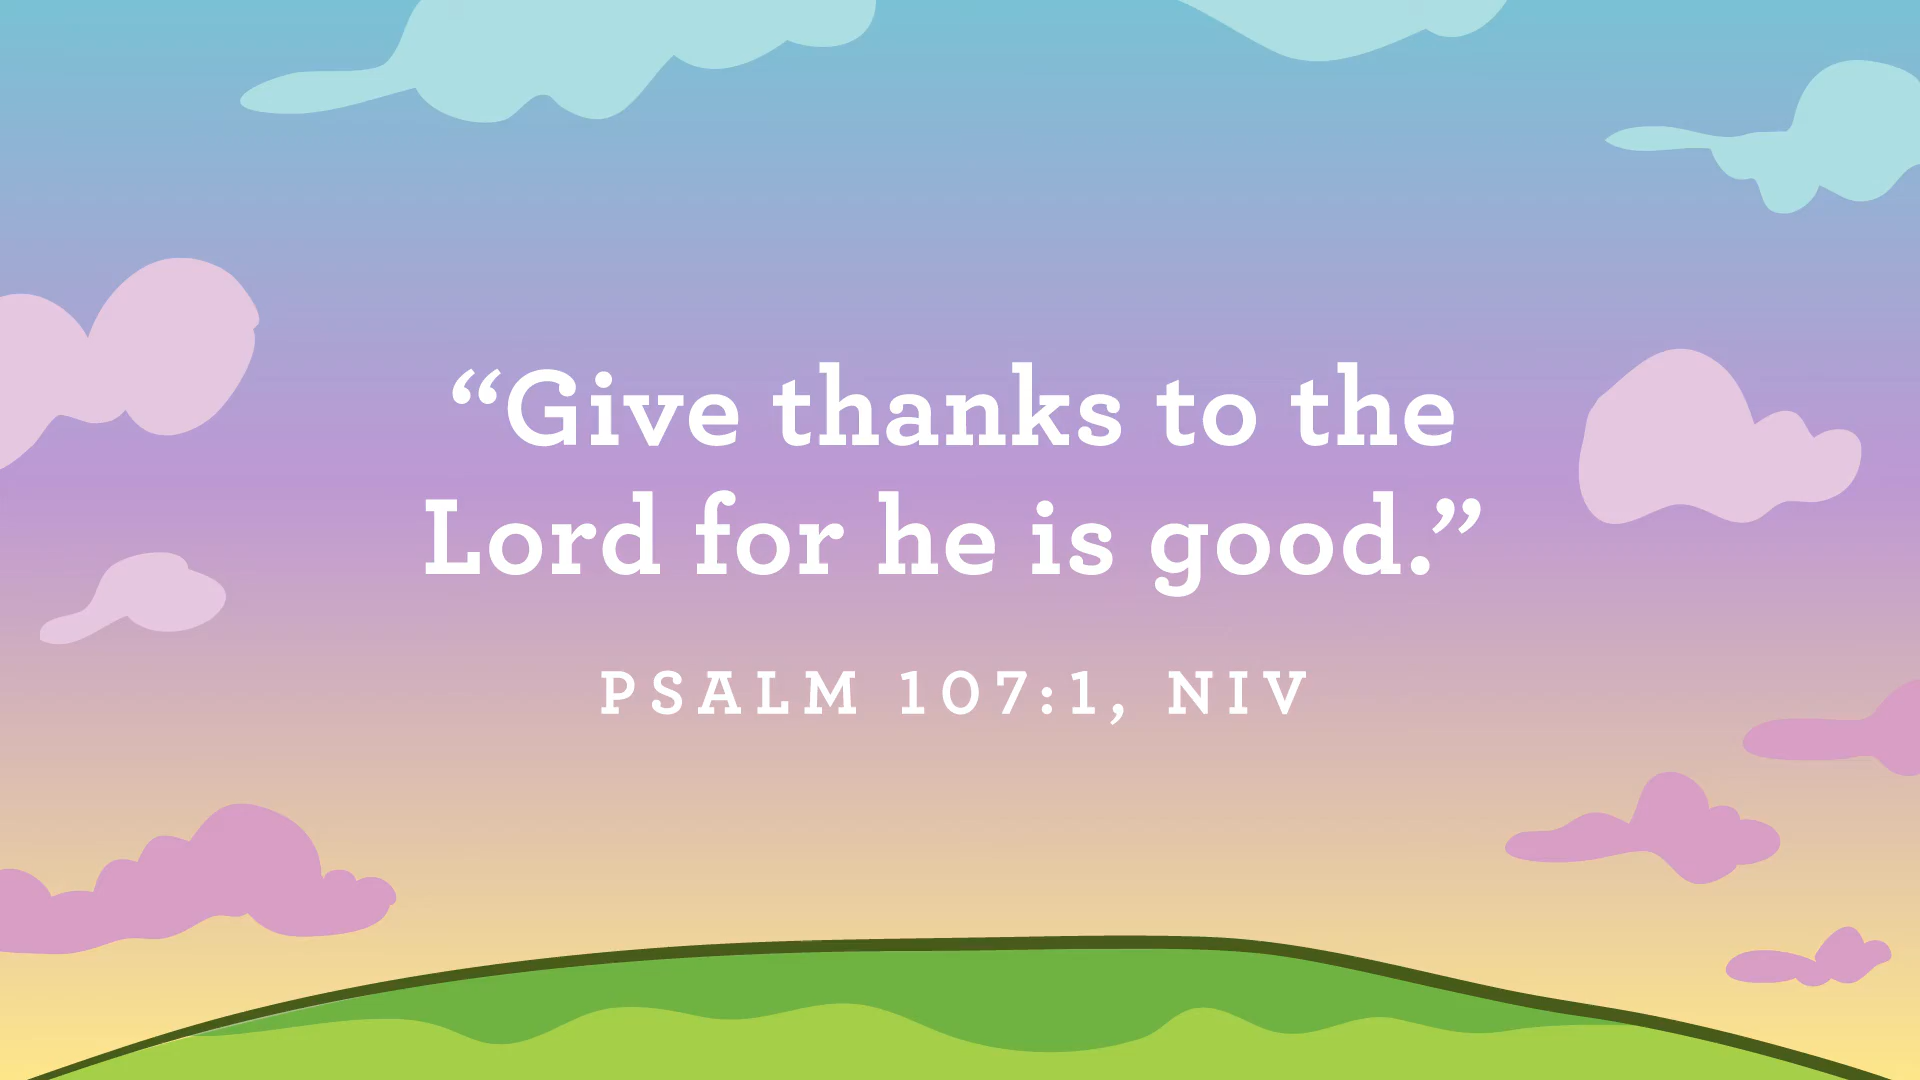 “Give thanks to the
Lord for he is good.”
PSALM 107:1, NIV